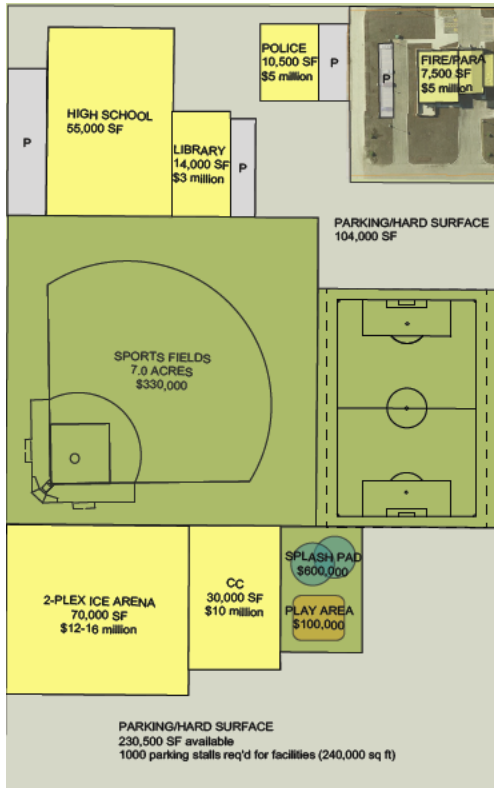 POLICE
10,500 SF
$5 million
P
P
FIRE/PARA
7,500 SF
$5 million
HIGH SCHOOL
55,000 SF
P
LIBRARY
14,000 SF
$3 million
P
PARKING/HARD SURFACE
104,000 SF
SPORTS FIELDS
7.0 ACRES
$330,000
SPLASH PAD
$600,000
2-PLEX ICE ARENA
70,000 SF
$12-16 million
CC
30,000 SF
$10 million
PLAY AREA
$100,000
PARKING/HARD SURFACE
230,500 SF available
1000 parking stalls req'd for facilities (240,000 sq ft)